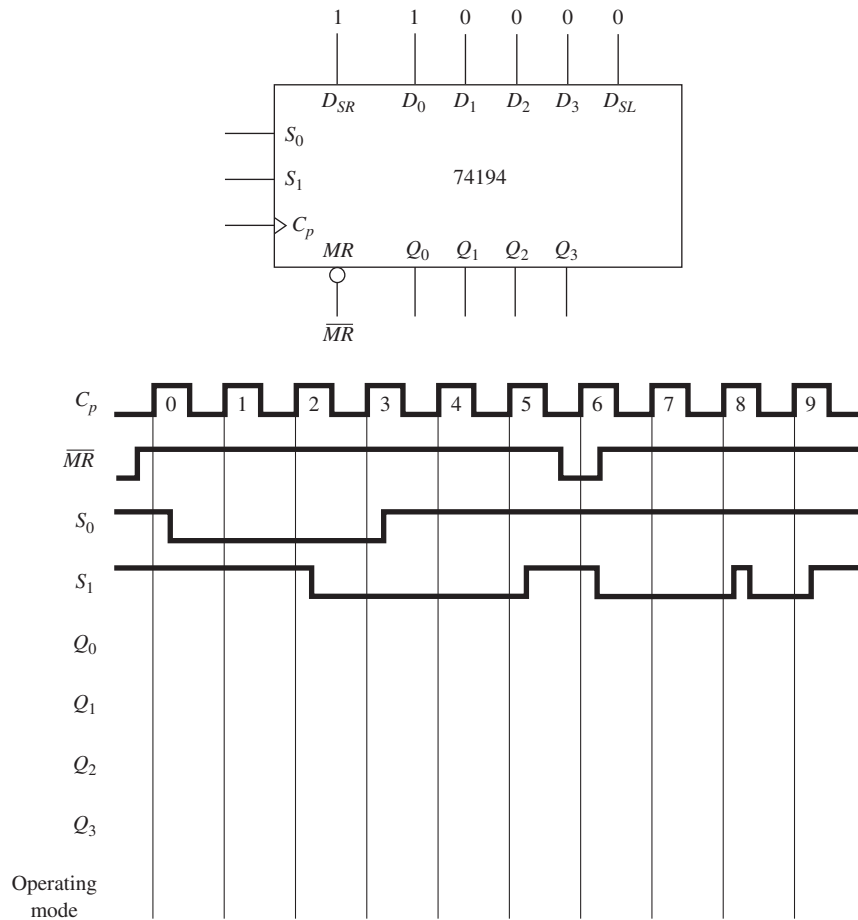 1 1 0 0 0 0
D_SR D_0 D_1 D_2 D_3 D_SL
S_0
S_1 74194
C_p
MR Q_0 Q_1 Q_2 Q_3
M̅R̅
C_p 0 1 2 3 4 5 6 7 8 9
M̅R̅
S_0
S_1
Q_0
Q_1
Q_2
Q_3
Operating
mode